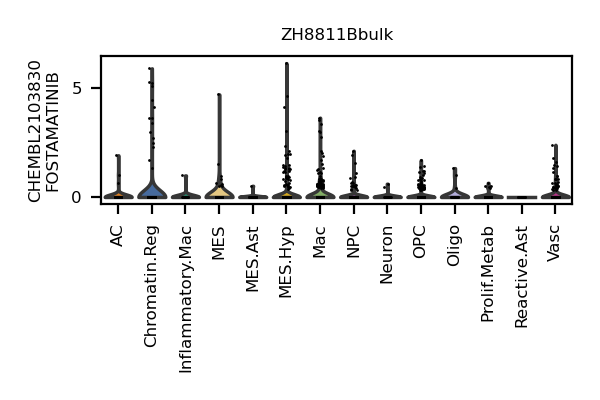 ZH8811Bbulk
CHEMBL2103830
FOSTAMATINIB
5
0
AC
Chromatin.Reg
Inflammatory.Mac
MES
MES.Ast
MES.Hyp
Mac
NPC
Neuron
OPC
Oligo
Prolif.Metab
Reactive.Ast
Vasc